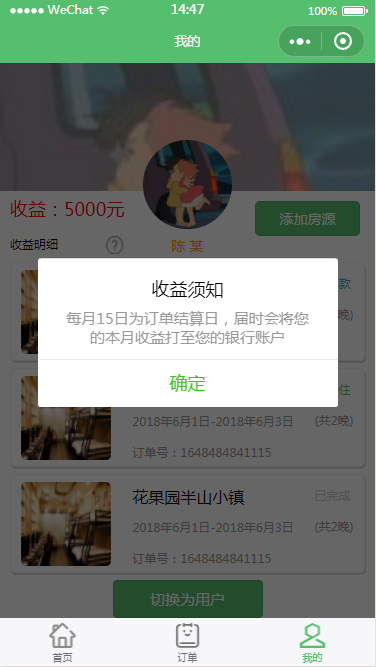 WeChat 14:47 100%
我的
收益：5000元
添加房源
收益明细 ?
陈 某
收益须知
每月15日为订单结算日，届时会将您
的本月收益打至您的银行账户
款
晚)
确定
住
2018年6月1日-2018年6月3日 (共2晚)
订单号：1648484841115
花果园半山小镇 已完成
2018年6月1日-2018年6月3日 (共2晚)
订单号：1648484841115
切换为用户
首页 订单 我的